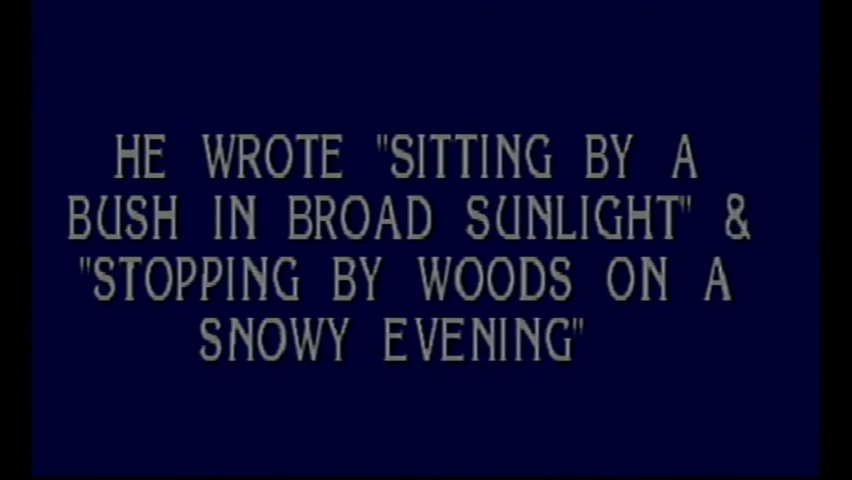 HE WROTE "SITTING BY A
BUSH IN BROAD SUNLIGHT" &
"STOPPING BY WOODS ON A
SNOWY EVENING"